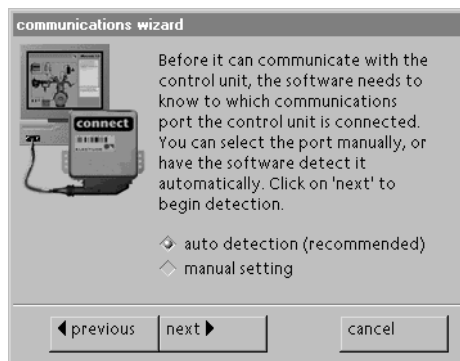 communications wizard
connect
Before it can communicate with the
control unit, the software needs to
know to which communications
port the control unit is connected.
You can select the port manually, or
have the software detect it
automatically. Click on 'next' to
begin detection.
auto detection (recommended)
manual setting
previous
next
cancel